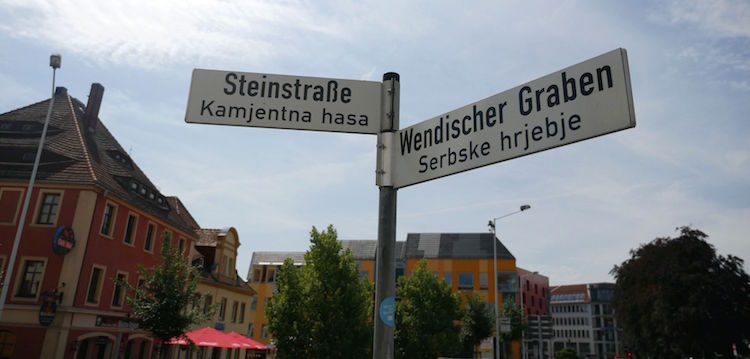 Steinstraße
Kamjentna hasa
Wendischer Graben
Serbske hrjebje